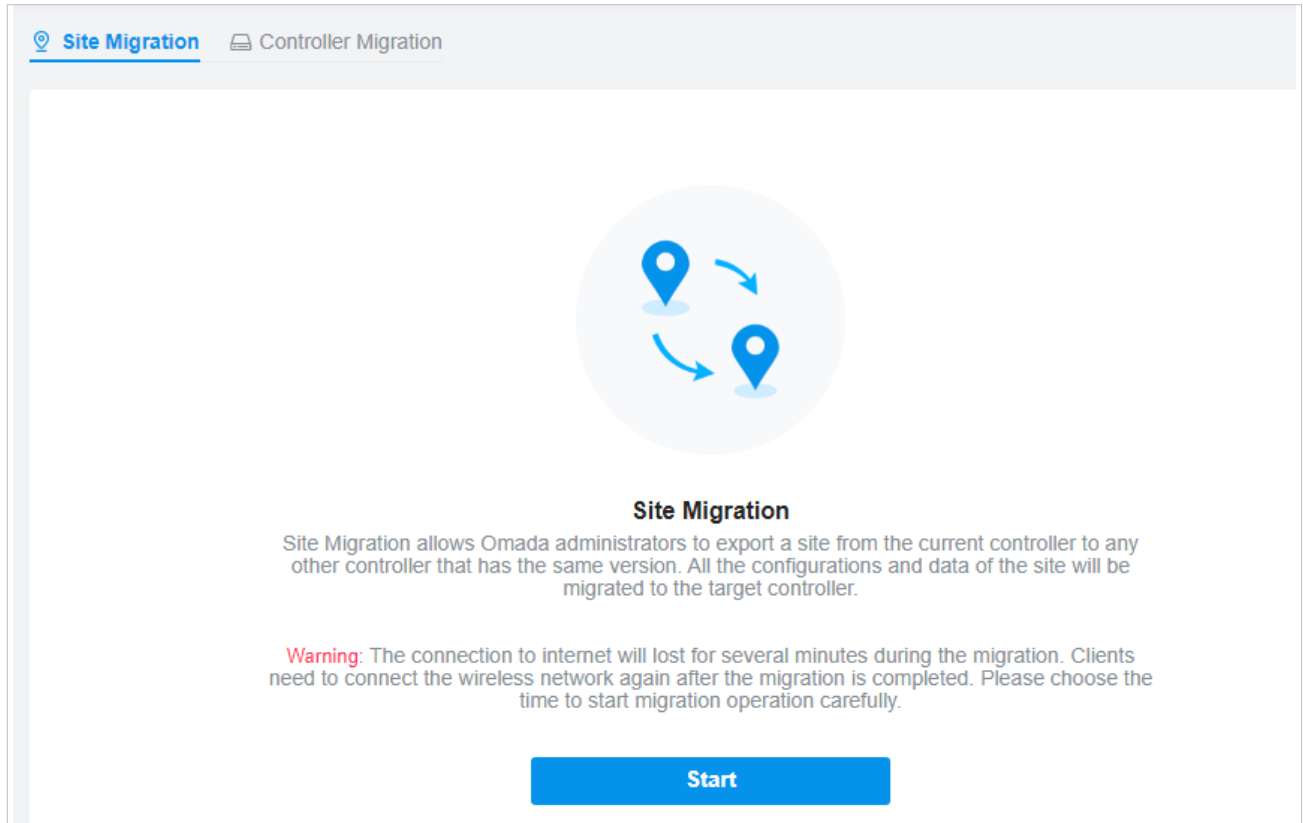 Site Migration Controller Migration
Site Migration
Site Migration allows Omada administrators to export a site from the current controller to any
other controller that has the same version. All the configurations and data of the site will be
migrated to the target controller.
Warning: The connection to internet will lost for several minutes during the migration. Clients
need to connect the wireless network again after the migration is completed. Please choose the
time to start migration operation carefully.
Start